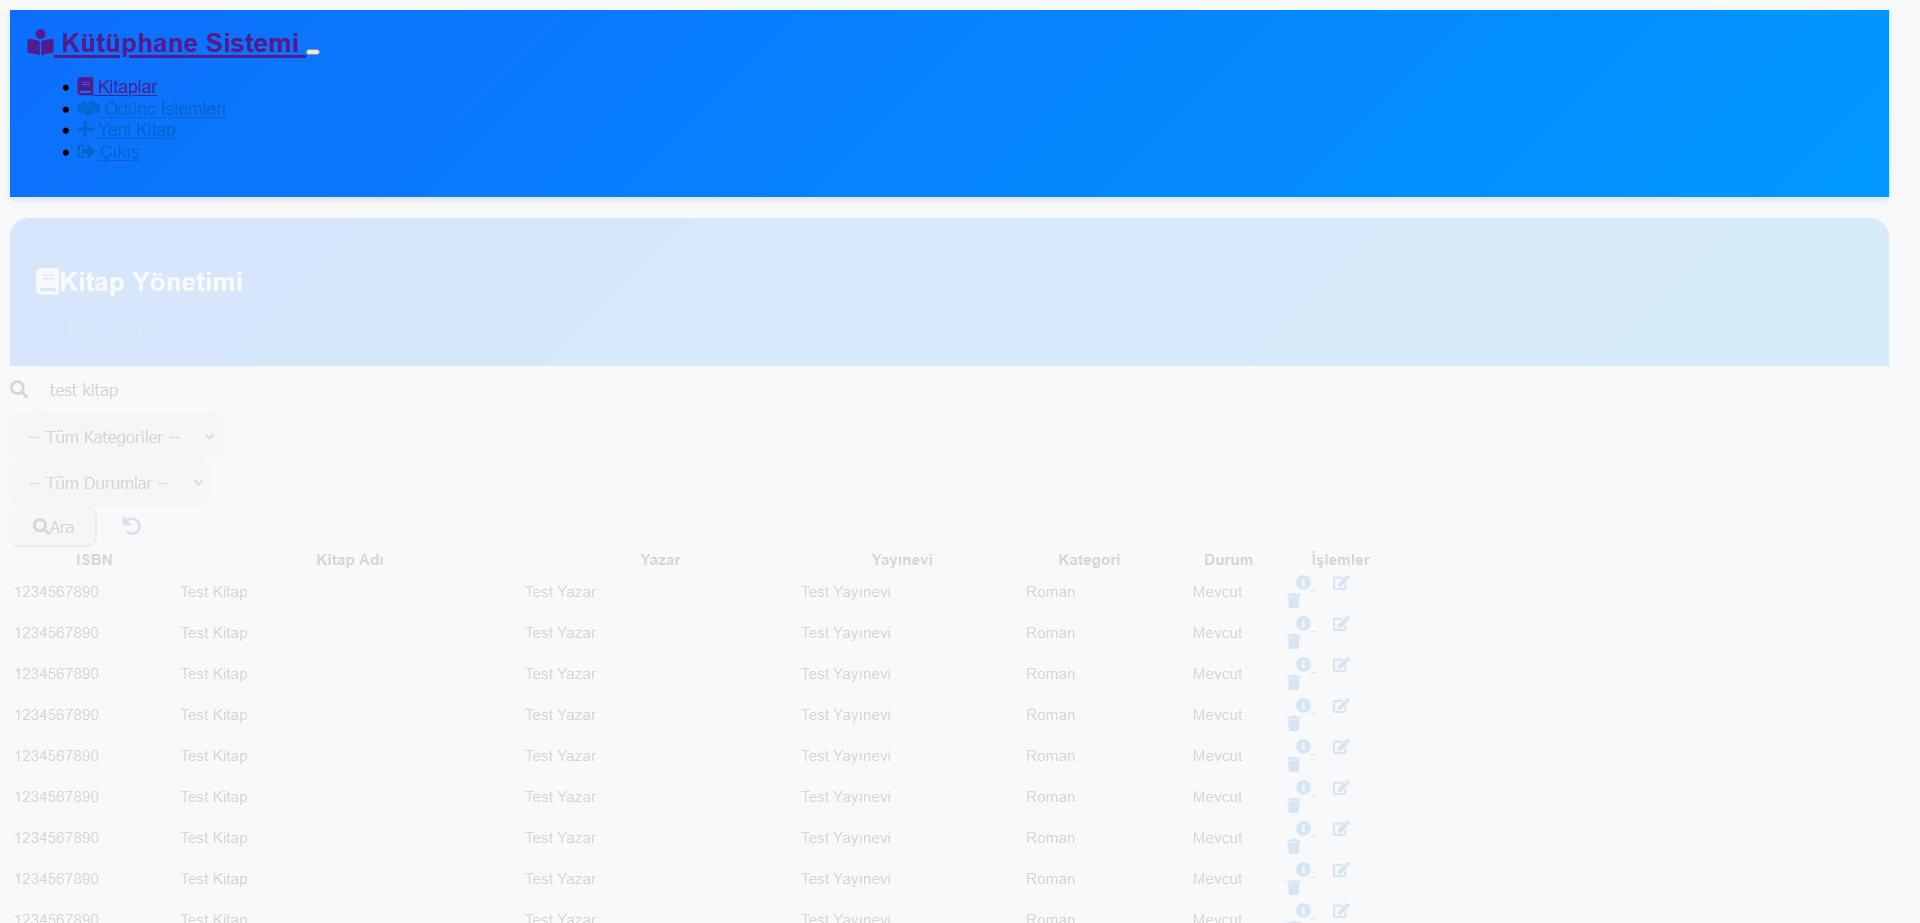 Kütüphane Sistemi
Kitaplar
Ödünç İşlemleri
Yeni Kitap
Çıkış
Kitap Yönetimi
test kitap
-- Tüm Kategoriler --
-- Tüm Durumlar --
Ara
ISBN Kitap Adı Yazar Yayınevi Kategori Durum İşlemler
1234567890 Test Kitap Test Yazar Test Yayınevi Roman Mevcut
1234567890 Test Kitap Test Yazar Test Yayınevi Roman Mevcut
1234567890 Test Kitap Test Yazar Test Yayınevi Roman Mevcut
1234567890 Test Kitap Test Yazar Test Yayınevi Roman Mevcut
1234567890 Test Kitap Test Yazar Test Yayınevi Roman Mevcut
1234567890 Test Kitap Test Yazar Test Yayınevi Roman Mevcut
1234567890 Test Kitap Test Yazar Test Yayınevi Roman Mevcut
1234567890 Test Kitap Test Yazar Test Yayınevi Roman Mevcut
1234567890 Test Kitap Test Yazar Test Yayınevi Roman Mevcut